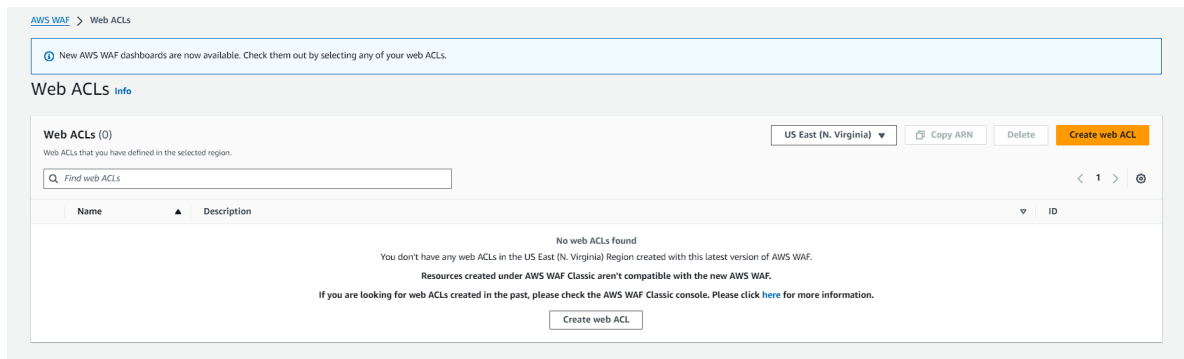 AWS WAF > Web ACLs
New AWS WAF dashboards are now available. Check them out by selecting any of your web ACLs.
Web ACLs Info
Web ACLs (0)
US East (N. Virginia) ▼ Copy ARN Delete Create web ACL
Web ACLs that you have defined in the selected region.
Find web ACLs
< 1 >
Name ▲ Description ▽ ID
No web ACLs found
You don't have any web ACLs in the US East (N. Virginia) Region created with this latest version of AWS WAF.
Resources created under AWS WAF Classic aren't compatible with the new AWS WAF.
If you are looking for web ACLs created in the past, please check the AWS WAF Classic console. Please click here for more information.
Create web ACL